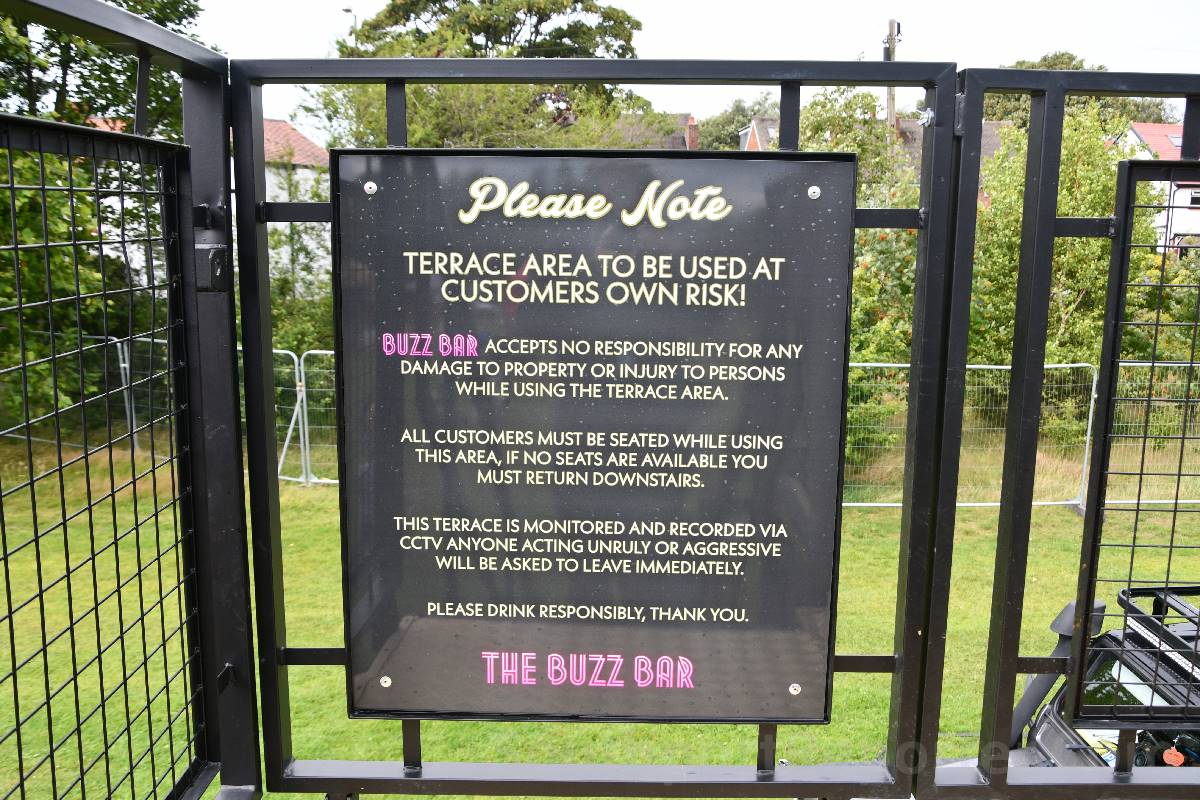 Please Note
TERRACE AREA TO BE USED AT
CUSTOMERS OWN RISK!
BUZZ BAR ACCEPTS NO RESPONSIBILITY FOR ANY
DAMAGE TO PROPERTY OR INJURY TO PERSONS
WHILE USING THE TERRACE AREA.
ALL CUSTOMERS MUST BE SEATED WHILE USING
THIS AREA, IF NO SEATS ARE AVAILABLE YOU
MUST RETURN DOWNSTAIRS.
THIS TERRACE IS MONITORED AND RECORDED VIA
CCTV ANYONE ACTING UNRULY OR AGGRESSIVE
WILL BE ASKED TO LEAVE IMMEDIATELY.
PLEASE DRINK RESPONSIBLY, THANK YOU.
THE BUZZ BAR